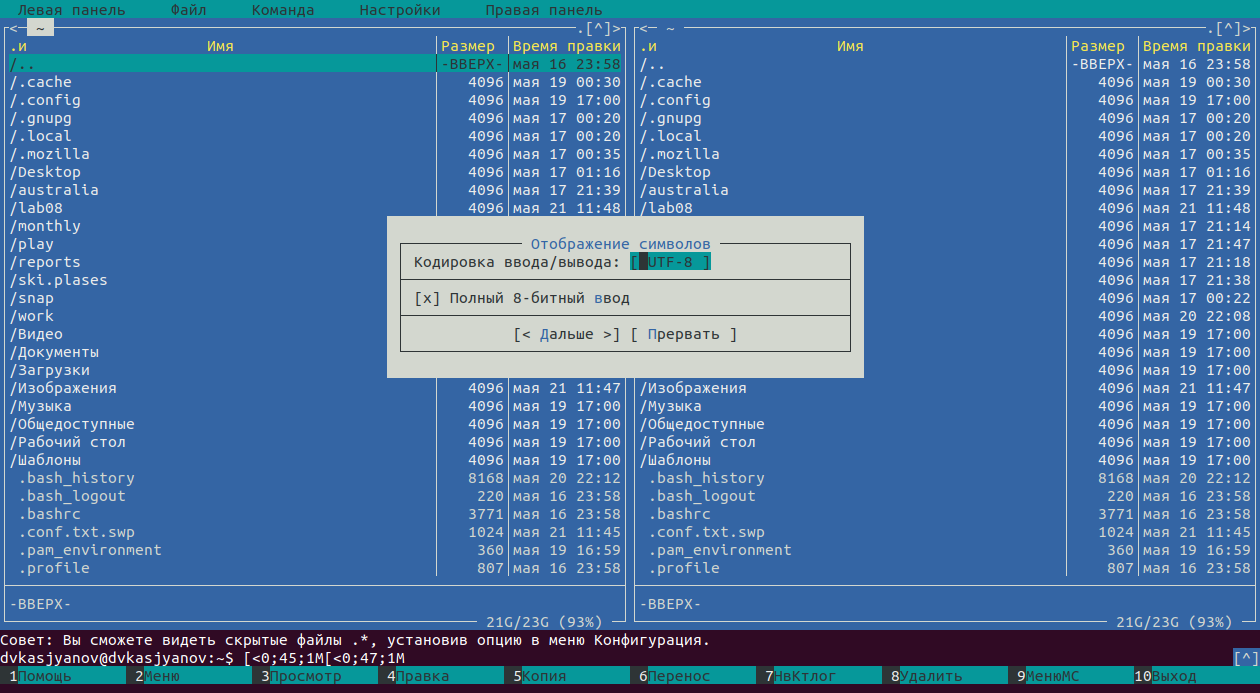 Левая панель Файл Команда Настройки Правая панель
<- ~ .[^]> <- ~ .[^]>
.и Имя Размер Время правки .и Имя Размер Время правки
/.. -ВВЕРХ- мая 16 23:58 /.. -ВВЕРХ- мая 16 23:58
/.cache 4096 мая 19 00:30 /.cache 4096 мая 19 00:30
/.config 4096 мая 19 17:00 /.config 4096 мая 19 17:00
/.gnupg 4096 мая 17 00:20 /.gnupg 4096 мая 17 00:20
/.local 4096 мая 17 00:20 /.local 4096 мая 17 00:20
/.mozilla 4096 мая 17 00:35 /.mozilla 4096 мая 17 00:35
/Desktop 4096 мая 17 01:16 /Desktop 4096 мая 17 01:16
/australia 4096 мая 17 21:39 /australia 4096 мая 17 21:39
/lab08 4096 мая 21 11:48 /lab08 4096 мая 21 11:48
/monthly 4096 мая 17 21:14
/play Отображение символов 4096 мая 17 21:47
/reports Кодировка ввода/вывода: [ UTF-8 ] 4096 мая 17 21:18
/ski.plases 4096 мая 17 21:38
/snap [x] Полный 8-битный ввод 4096 мая 17 00:22
/work 4096 мая 20 22:08
/Видео [< Дальше >] [ Прервать ] 4096 мая 19 17:00
/Документы 4096 мая 19 17:00
/Загрузки 4096 мая 19 17:00
/Изображения 4096 мая 21 11:47 /Изображения 4096 мая 21 11:47
/Музыка 4096 мая 19 17:00 /Музыка 4096 мая 19 17:00
/Общедоступные 4096 мая 19 17:00 /Общедоступные 4096 мая 19 17:00
/Рабочий стол 4096 мая 19 17:00 /Рабочий стол 4096 мая 19 17:00
/Шаблоны 4096 мая 19 17:00 /Шаблоны 4096 мая 19 17:00
.bash_history 8168 мая 20 22:12 .bash_history 8168 мая 20 22:12
.bash_logout 220 мая 16 23:58 .bash_logout 220 мая 16 23:58
.bashrc 3771 мая 16 23:58 .bashrc 3771 мая 16 23:58
.conf.txt.swp 1024 мая 21 11:45 .conf.txt.swp 1024 мая 21 11:45
.pam_environment 360 мая 19 16:59 .pam_environment 360 мая 19 16:59
.profile 807 мая 16 23:58 .profile 807 мая 16 23:58
-ВВЕРХ- -ВВЕРХ-
21G/23G (93%) 21G/23G (93%)
Совет: Вы сможете видеть скрытые файлы .*, установив опцию в меню Конфигурация.
dvkasjyanov@dvkasjyanov:~$ [<0;45;1M[<0;47;1M [^]
1Помощь 2Меню 3Просмотр 4Правка 5Копия 6Перенос 7НвКтлог 8Удалить 9МенюMC 10Выход